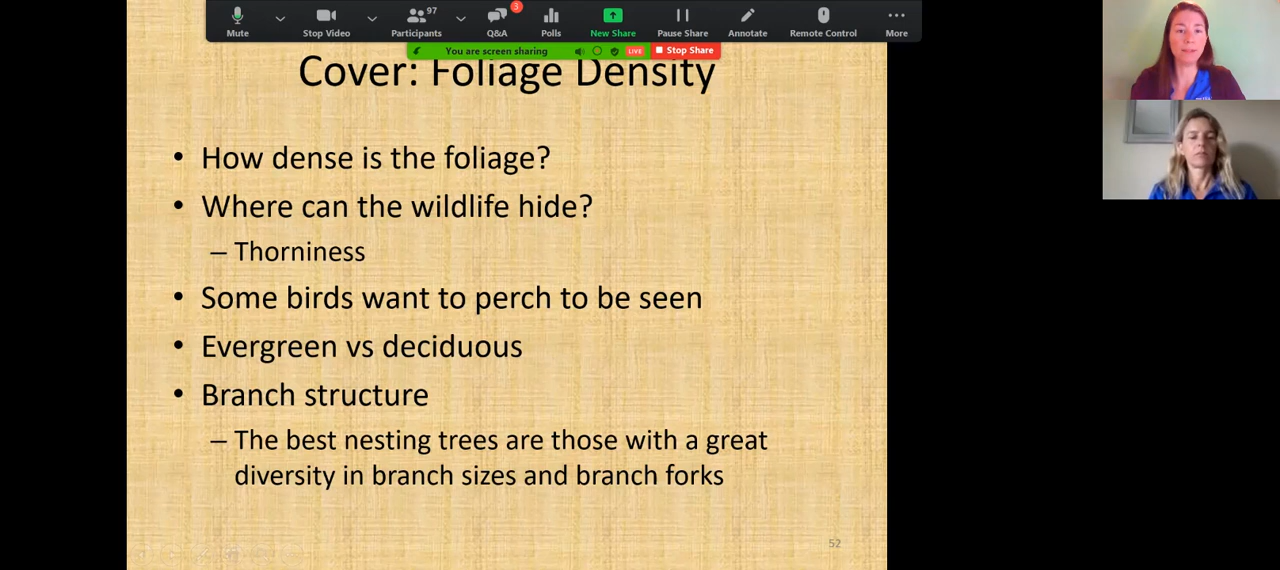 97
3
Mute
Stop Video
Participants
Q&A
Polls
New Share
Pause Share
Annotate
Remote Control
More
You are screen sharing
LIVE
Stop Share
Cover: Foliage Density
• How dense is the foliage?
• Where can the wildlife hide?
– Thorniness
• Some birds want to perch to be seen
• Evergreen vs deciduous
• Branch structure
– The best nesting trees are those with a great
diversity in branch sizes and branch forks
52